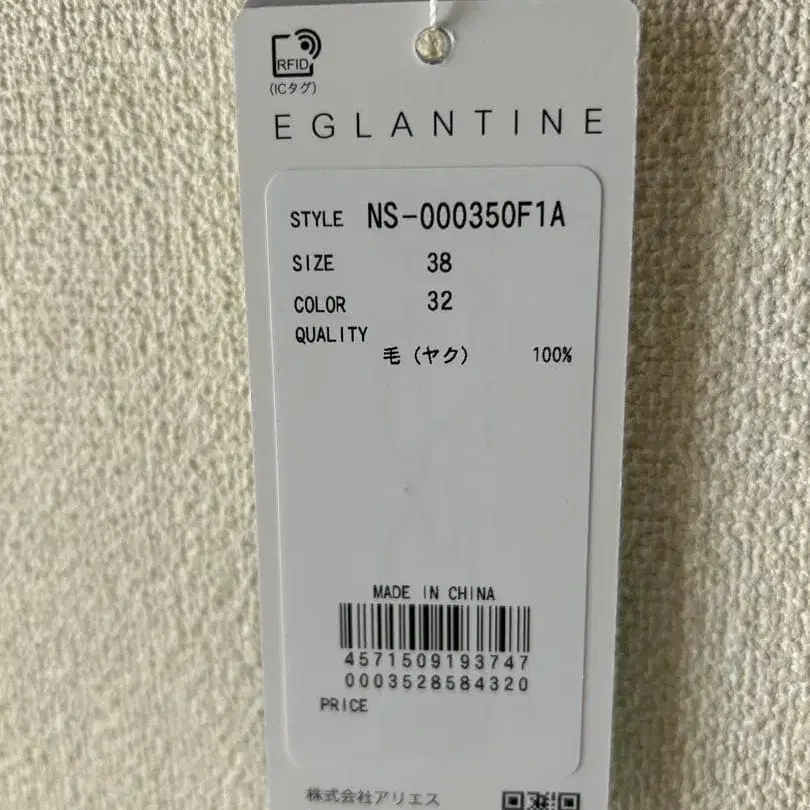 RFID
(ICタグ)
EGLANTINE
STYLE NS-000350F1A
SIZE 38
COLOR 32
QUALITY
毛(ヤク) 100%
MADE IN CHINA
4571509193747
0003528584320
PRICE
株式会社アリエス